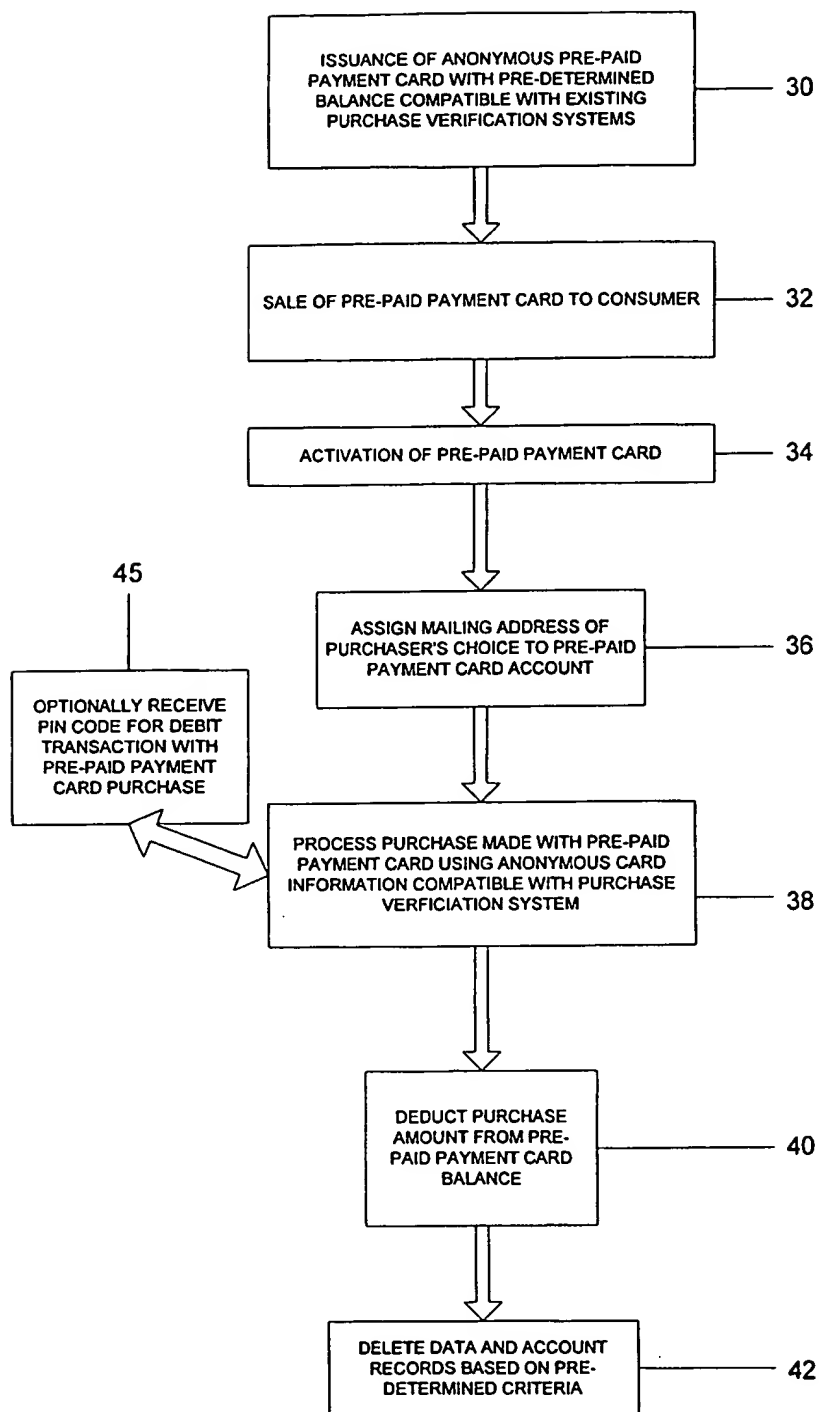 ISSUANCE OF ANONYMOUS PRE-PAID
PAYMENT CARD WITH PRE-DETERMINED
BALANCE COMPATIBLE WITH EXISTING
PURCHASE VERIFICATION SYSTEMS
30
SALE OF PRE-PAID PAYMENT CARD TO CONSUMER
32
ACTIVATION OF PRE-PAID PAYMENT CARD
34
ASSIGN MAILING ADDRESS OF
PURCHASER'S CHOICE TO PRE-PAID
PAYMENT CARD ACCOUNT
36
45
OPTIONALLY RECEIVE
PIN CODE FOR DEBIT
TRANSACTION WITH
PRE-PAID PAYMENT
CARD PURCHASE
PROCESS PURCHASE MADE WITH PRE-PAID
PAYMENT CARD USING ANONYMOUS CARD
INFORMATION COMPATIBLE WITH PURCHASE
VERFICIATION SYSTEM
38
DEDUCT PURCHASE
AMOUNT FROM PRE-
PAID PAYMENT CARD
BALANCE
40
DELETE DATA AND ACCOUNT
RECORDS BASED ON PRE-
DETERMINED CRITERIA
42